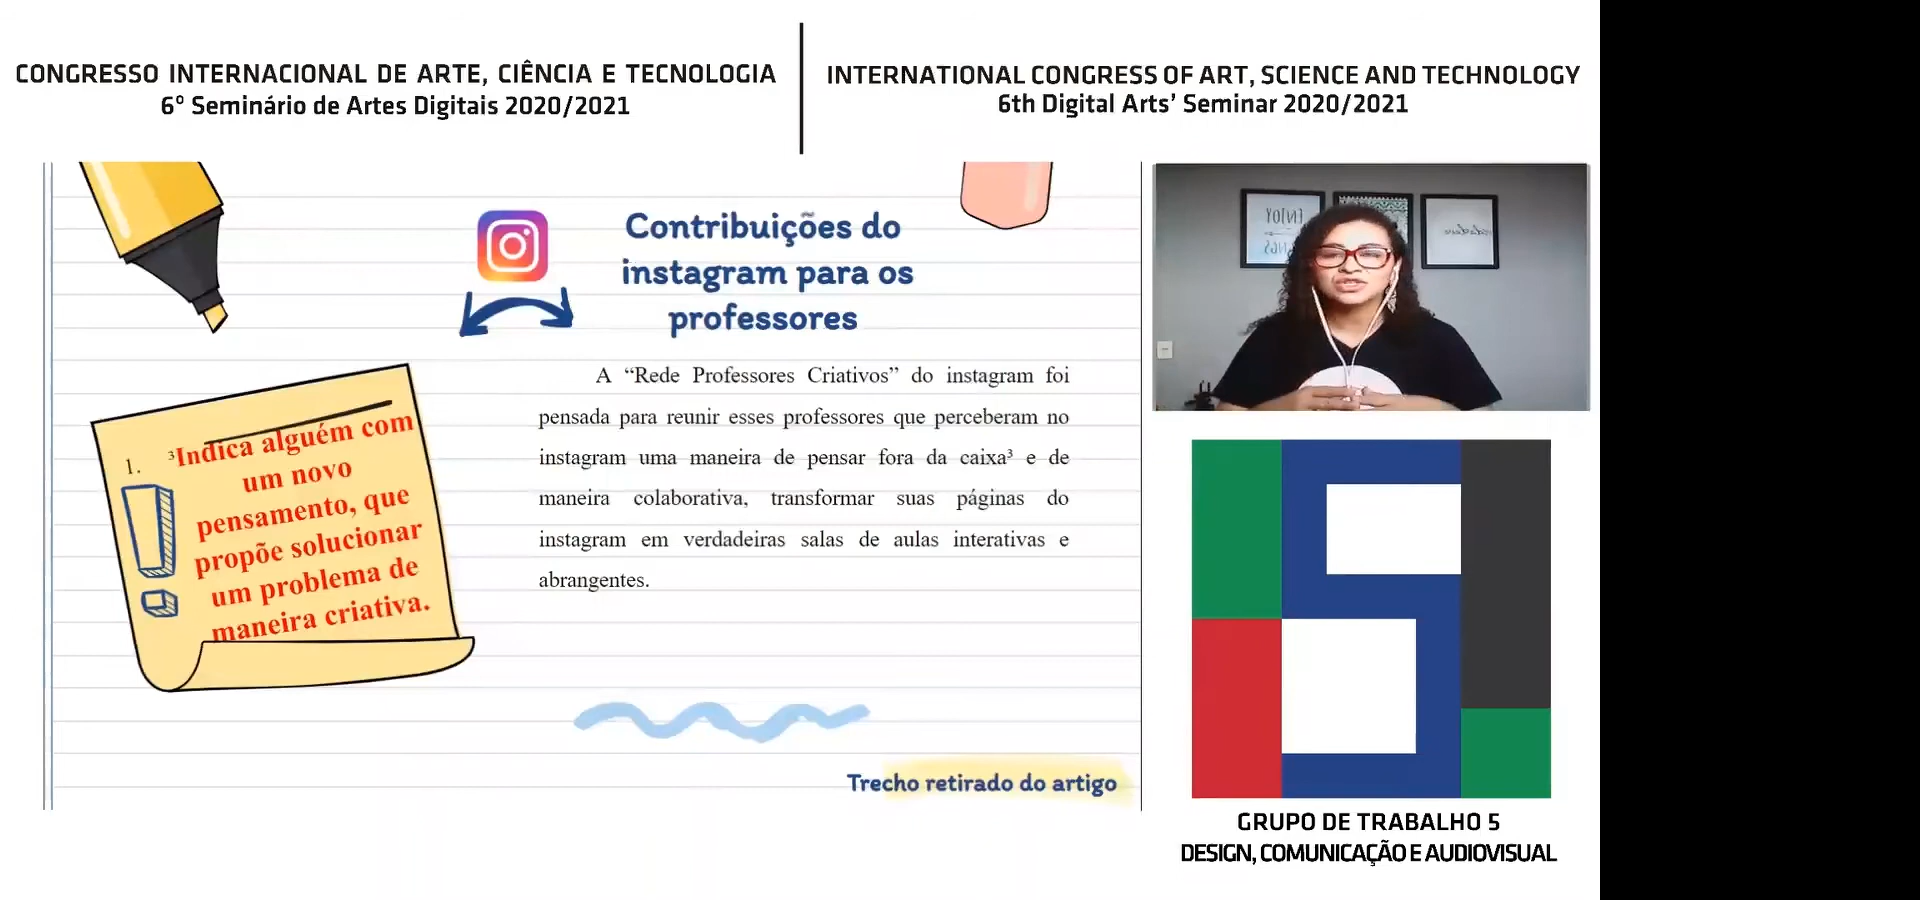 CONGRESSO INTERNACIONAL DE ARTE, CIÊNCIA E TECNOLOGIA
6º Seminário de Artes Digitais 2020/2021
INTERNATIONAL CONGRESS OF ART, SCIENCE AND TECHNOLOGY
6th Digital Arts’ Seminar 2020/2021
Contribuições do
instagram para os
professores
1. ³Indica alguém com
um novo
pensamento, que
propõe solucionar
um problema de
maneira criativa.
A “Rede Professores Criativos” do instagram foi
pensada para reunir esses professores que perceberam no
instagram uma maneira de pensar fora da caixa³ e de
maneira colaborativa, transformar suas páginas do
instagram em verdadeiras salas de aulas interativas e
abrangentes.
Trecho retirado do artigo
ENJOY
GRUPO DE TRABALHO 5
DESIGN, COMUNICAÇÃO E AUDIOVISUAL